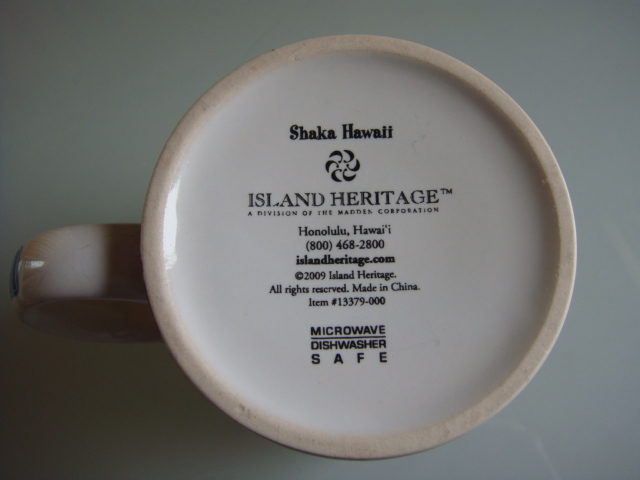 Shaka Hawaii
ISLAND HERITAGE™
A DIVISION OF THE MADDEN CORPORATION
Honolulu, Hawai'i
(800) 468-2800
islandheritage.com
©2009 Island Heritage.
All rights reserved. Made in China.
Item #13379-000
MICROWAVE
DISHWASHER
SAFE